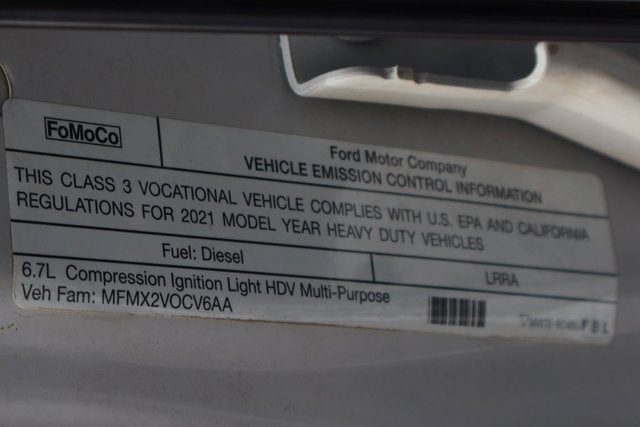 FoMoCo
Ford Motor Company
VEHICLE EMISSION CONTROL INFORMATION
THIS CLASS 3 VOCATIONAL VEHICLE COMPLIES WITH U.S. EPA AND CALIFORNIA
REGULATIONS FOR 2021 MODEL YEAR HEAVY DUTY VEHICLES
Fuel: Diesel
LRRA
6.7L Compression Ignition Light HDV Multi-Purpose
Veh Fam: MFMX2VOCV6AA
FBL